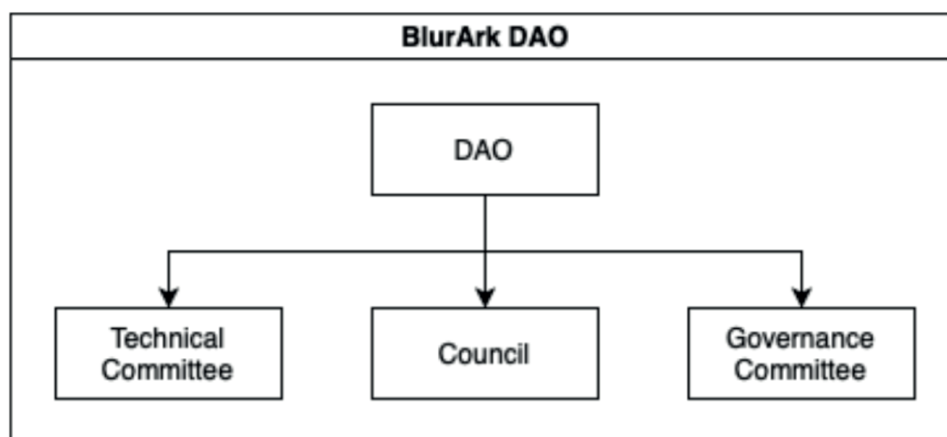 BlurArk DAO
DAO
Technical
Committee
Council
Governance
Committee